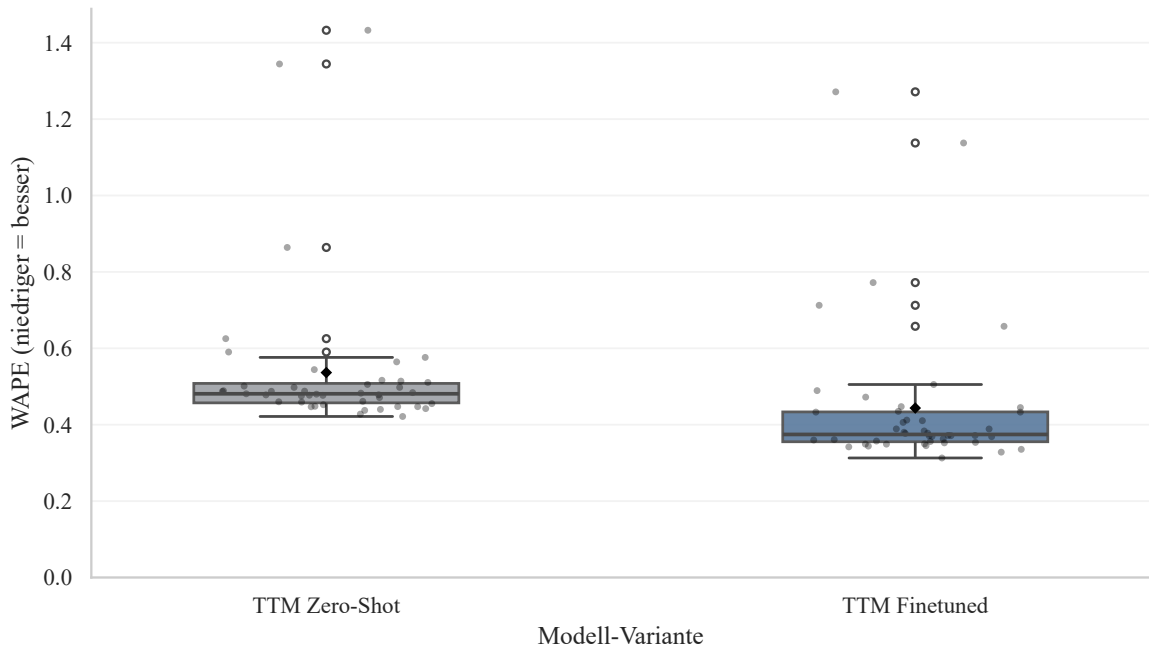 WAPE (niedriger = besser)
1.4
1.2
1.0
0.8
0.6
0.4
0.2
0.0
TTM Zero-Shot
TTM Finetuned
Modell-Variante